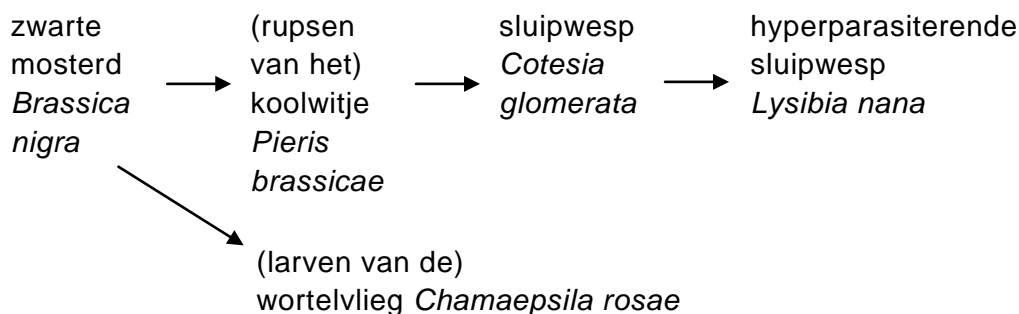 zwarte
mosterd
Brassica
nigra
(rupsen
van het)
koolwitje
Pieris
brassicae
sluipwesp
Cotesia
glomerata
hyperparasiterende
sluipwesp
Lysibia nana
(larven van de)
wortelvlieg Chamaepsila rosae